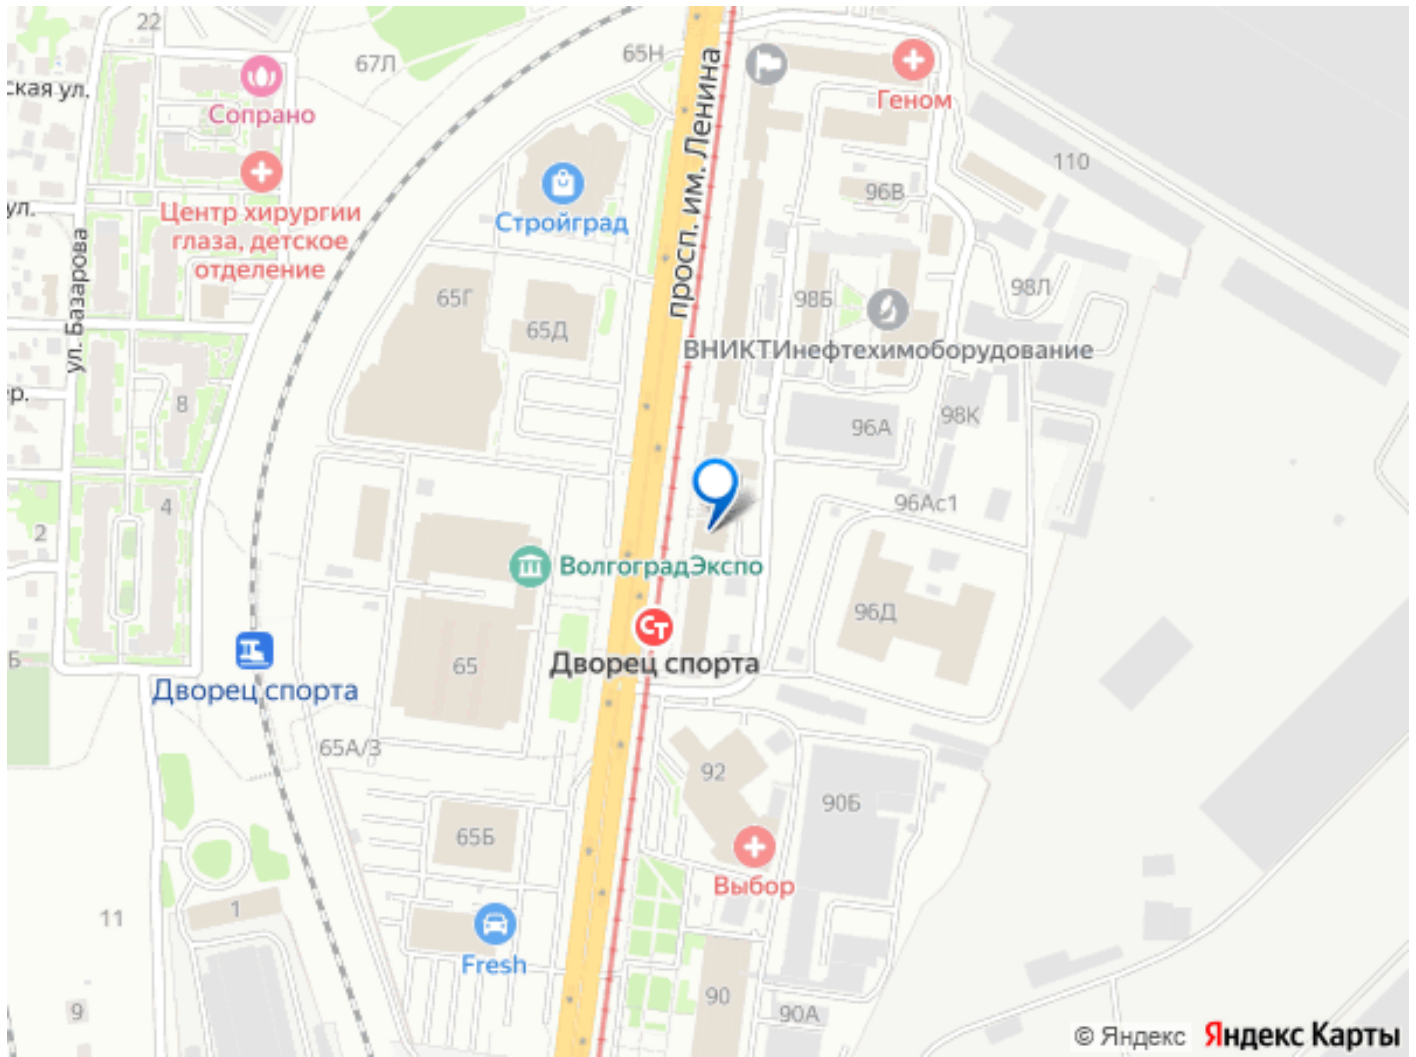 22
67Л
65Н
просп. им. Ленина
ская ул.
Сопрано
Геном
110
96В
ул.
Центр хирургии
глаза, детское
отделение
Стройград
ул. Базарова
65Г
65Д
98Б
98Л
ВНИКТИнефтехимоборудование
ер.
8
96А
98К
4
2
96Ас1
ВолгоградЭкспо
96Д
СТ
Дворец спорта
Б
65
Дворец спорта
65А/3
92
90Б
65Б
Выбор
11
1
Fresh
9
90
90А
© Яндекс Яндекс Карты